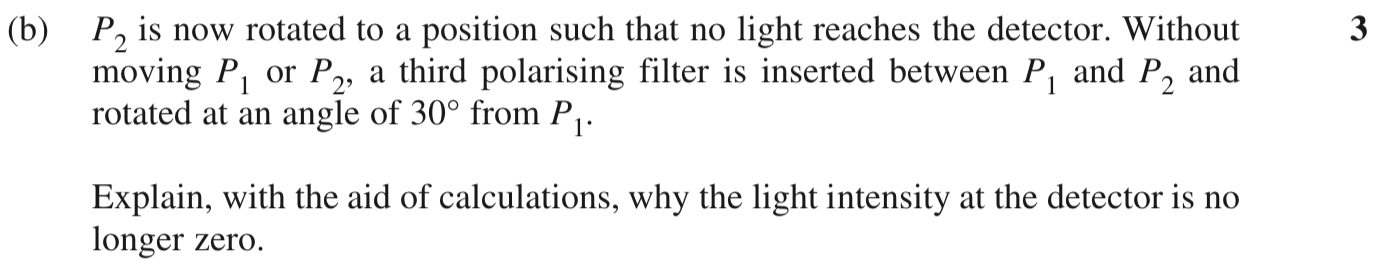 (b) P₂ is now rotated to a position such that no light reaches the detector. Without 3
moving P₁ or P₂, a third polarising filter is inserted between P₁ and P₂ and
rotated at an angle of 30° from P₁.
Explain, with the aid of calculations, why the light intensity at the detector is no
longer zero.